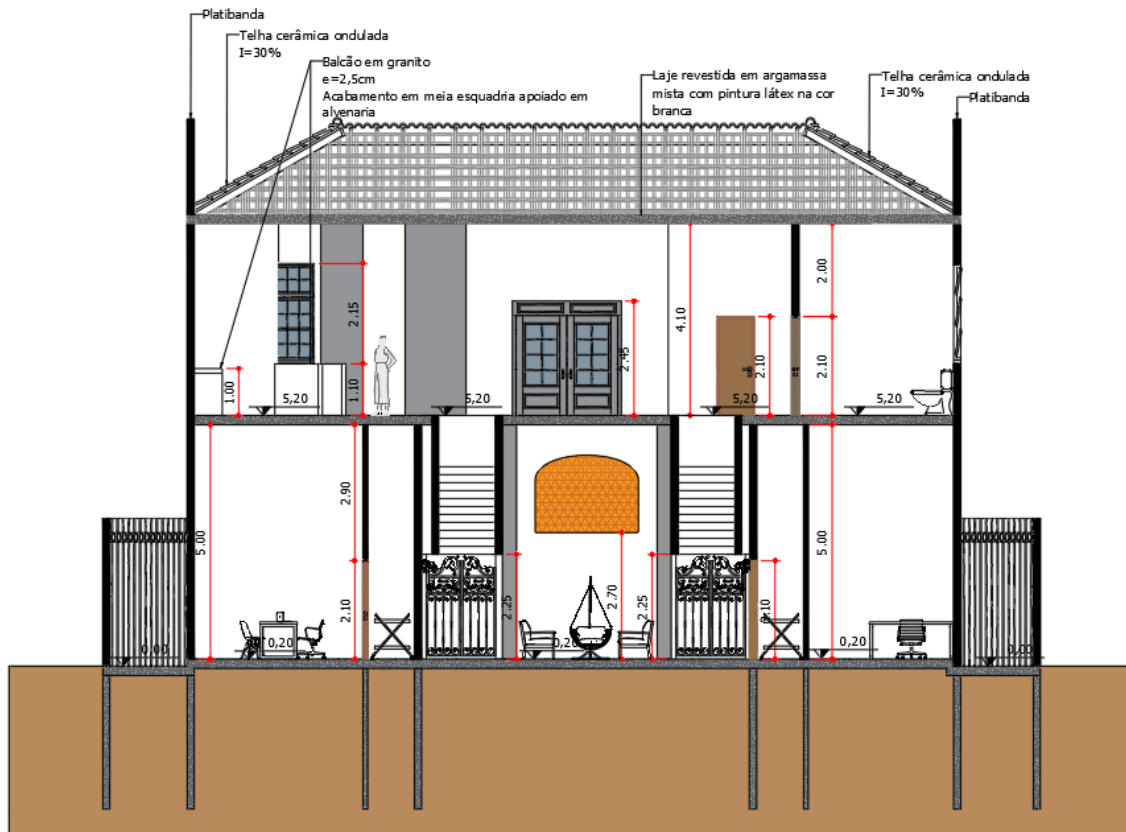 Platibanda
Telha cerâmica ondulada
I=30%
Balcão em granito
e=2,5cm
Acabamento em meia esquadria apoiado em
alvenaria
Laje revestida em argamassa
mista com pintura látex na cor
branca
Telha cerâmica ondulada
I=30%
Platibanda
2.15
1.10
1.00
5,20
5,20
2.45
4.10
2.10
5,20
2.00
2.10
5,20
5.00
2.90
2.10
2.25
2.70
2.25
2.10
5.00
0,00
0,20
0,20
0,20
0,00